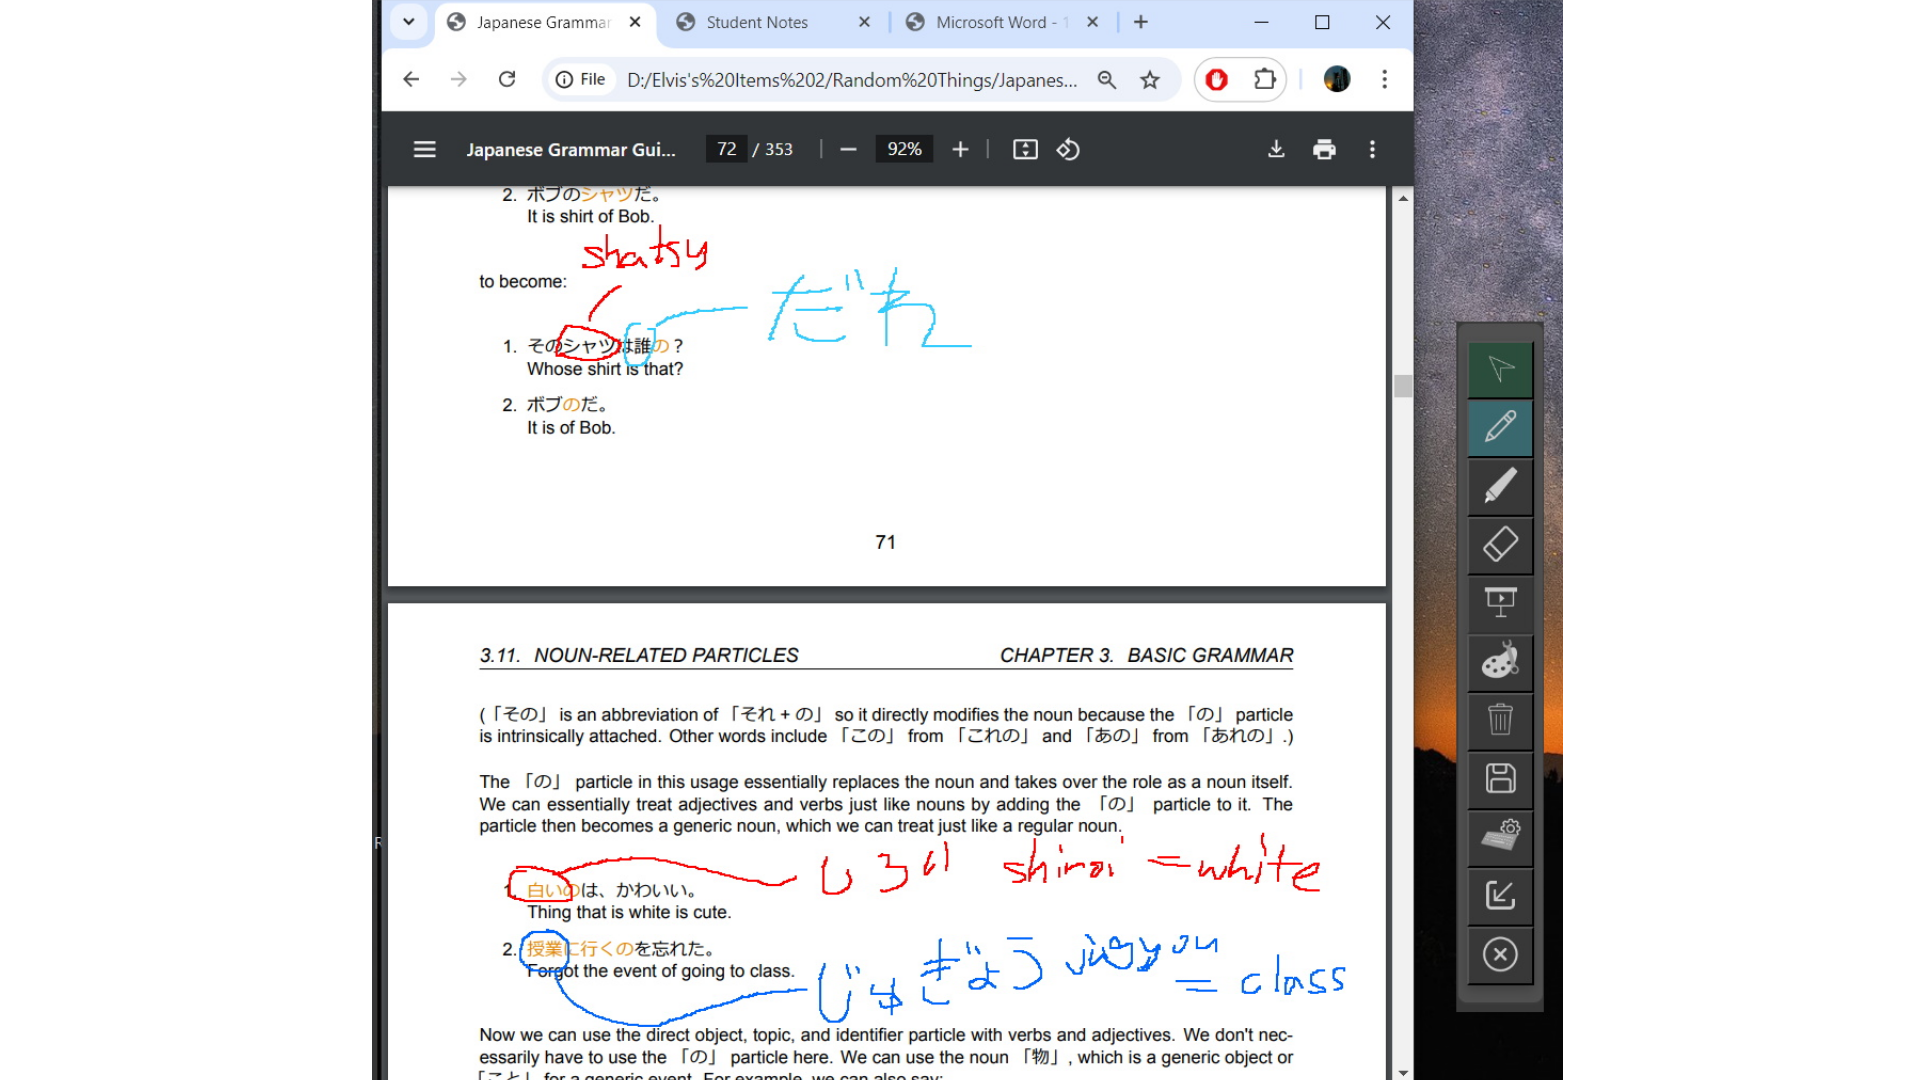 Japanese Grammar
Student Notes
Microsoft Word - 1
File
D:/Elvis's%20Items%202/Random%20Things/Japanes...
Japanese Grammar Gui...
72 / 353
92%
2. ボブのシャツだ。
It is shirt of Bob.
shatsu
to become:
だれ
1. そのシャツは誰の？
Whose shirt is that?
2. ボブのだ。
It is of Bob.
71
3.11. NOUN-RELATED PARTICLES
CHAPTER 3. BASIC GRAMMAR
(「その」 is an abbreviation of 「それ + の」 so it directly modifies the noun because the 「の」 particle
is intrinsically attached. Other words include 「この」 from 「これの」 and 「あの」 from 「あれの」.)
The 「の」 particle in this usage essentially replaces the noun and takes over the role as a noun itself.
We can essentially treat adjectives and verbs just like nouns by adding the 「の」 particle to it. The
particle then becomes a generic noun, which we can treat just like a regular noun.
しろい shiroi = white
1. 白いのは、かわいい。
Thing that is white is cute.
2. 授業に行くのを忘れた。
Forgot the event of going to class.
じゅぎょう jugyou
= class
Now we can use the direct object, topic, and identifier particle with verbs and adjectives. We don't nec-
essarily have to use the 「の」 particle here. We can use the noun 「物」, which is a generic object or
「こと」 for a generic event. For example, we can also say: